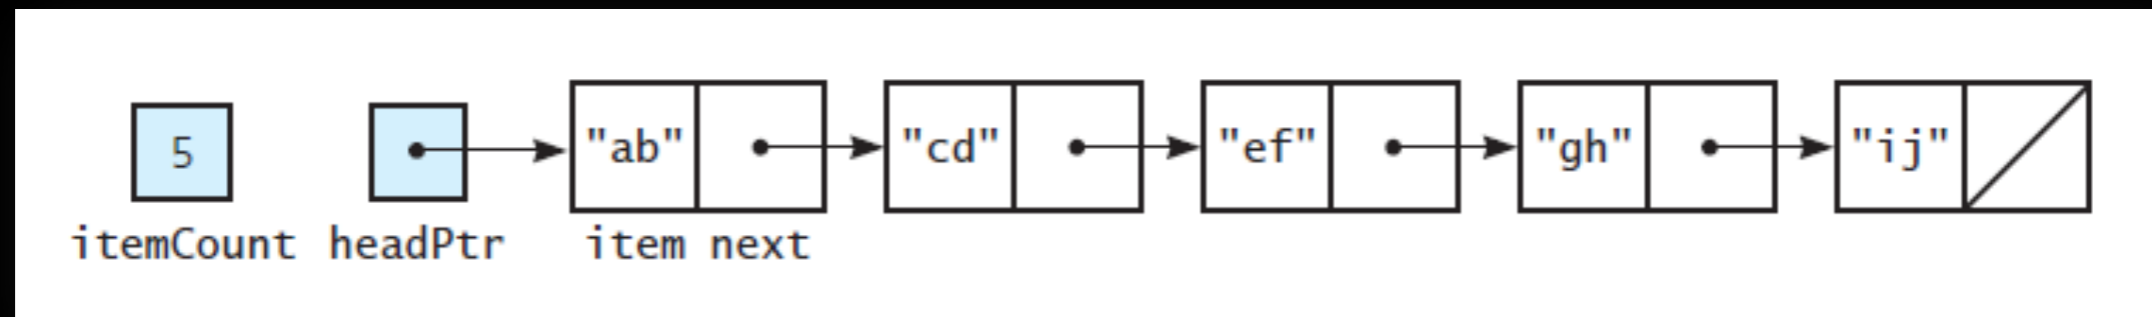 5 "ab" "cd" "ef" "gh" "ij"
itemCount headPtr item next